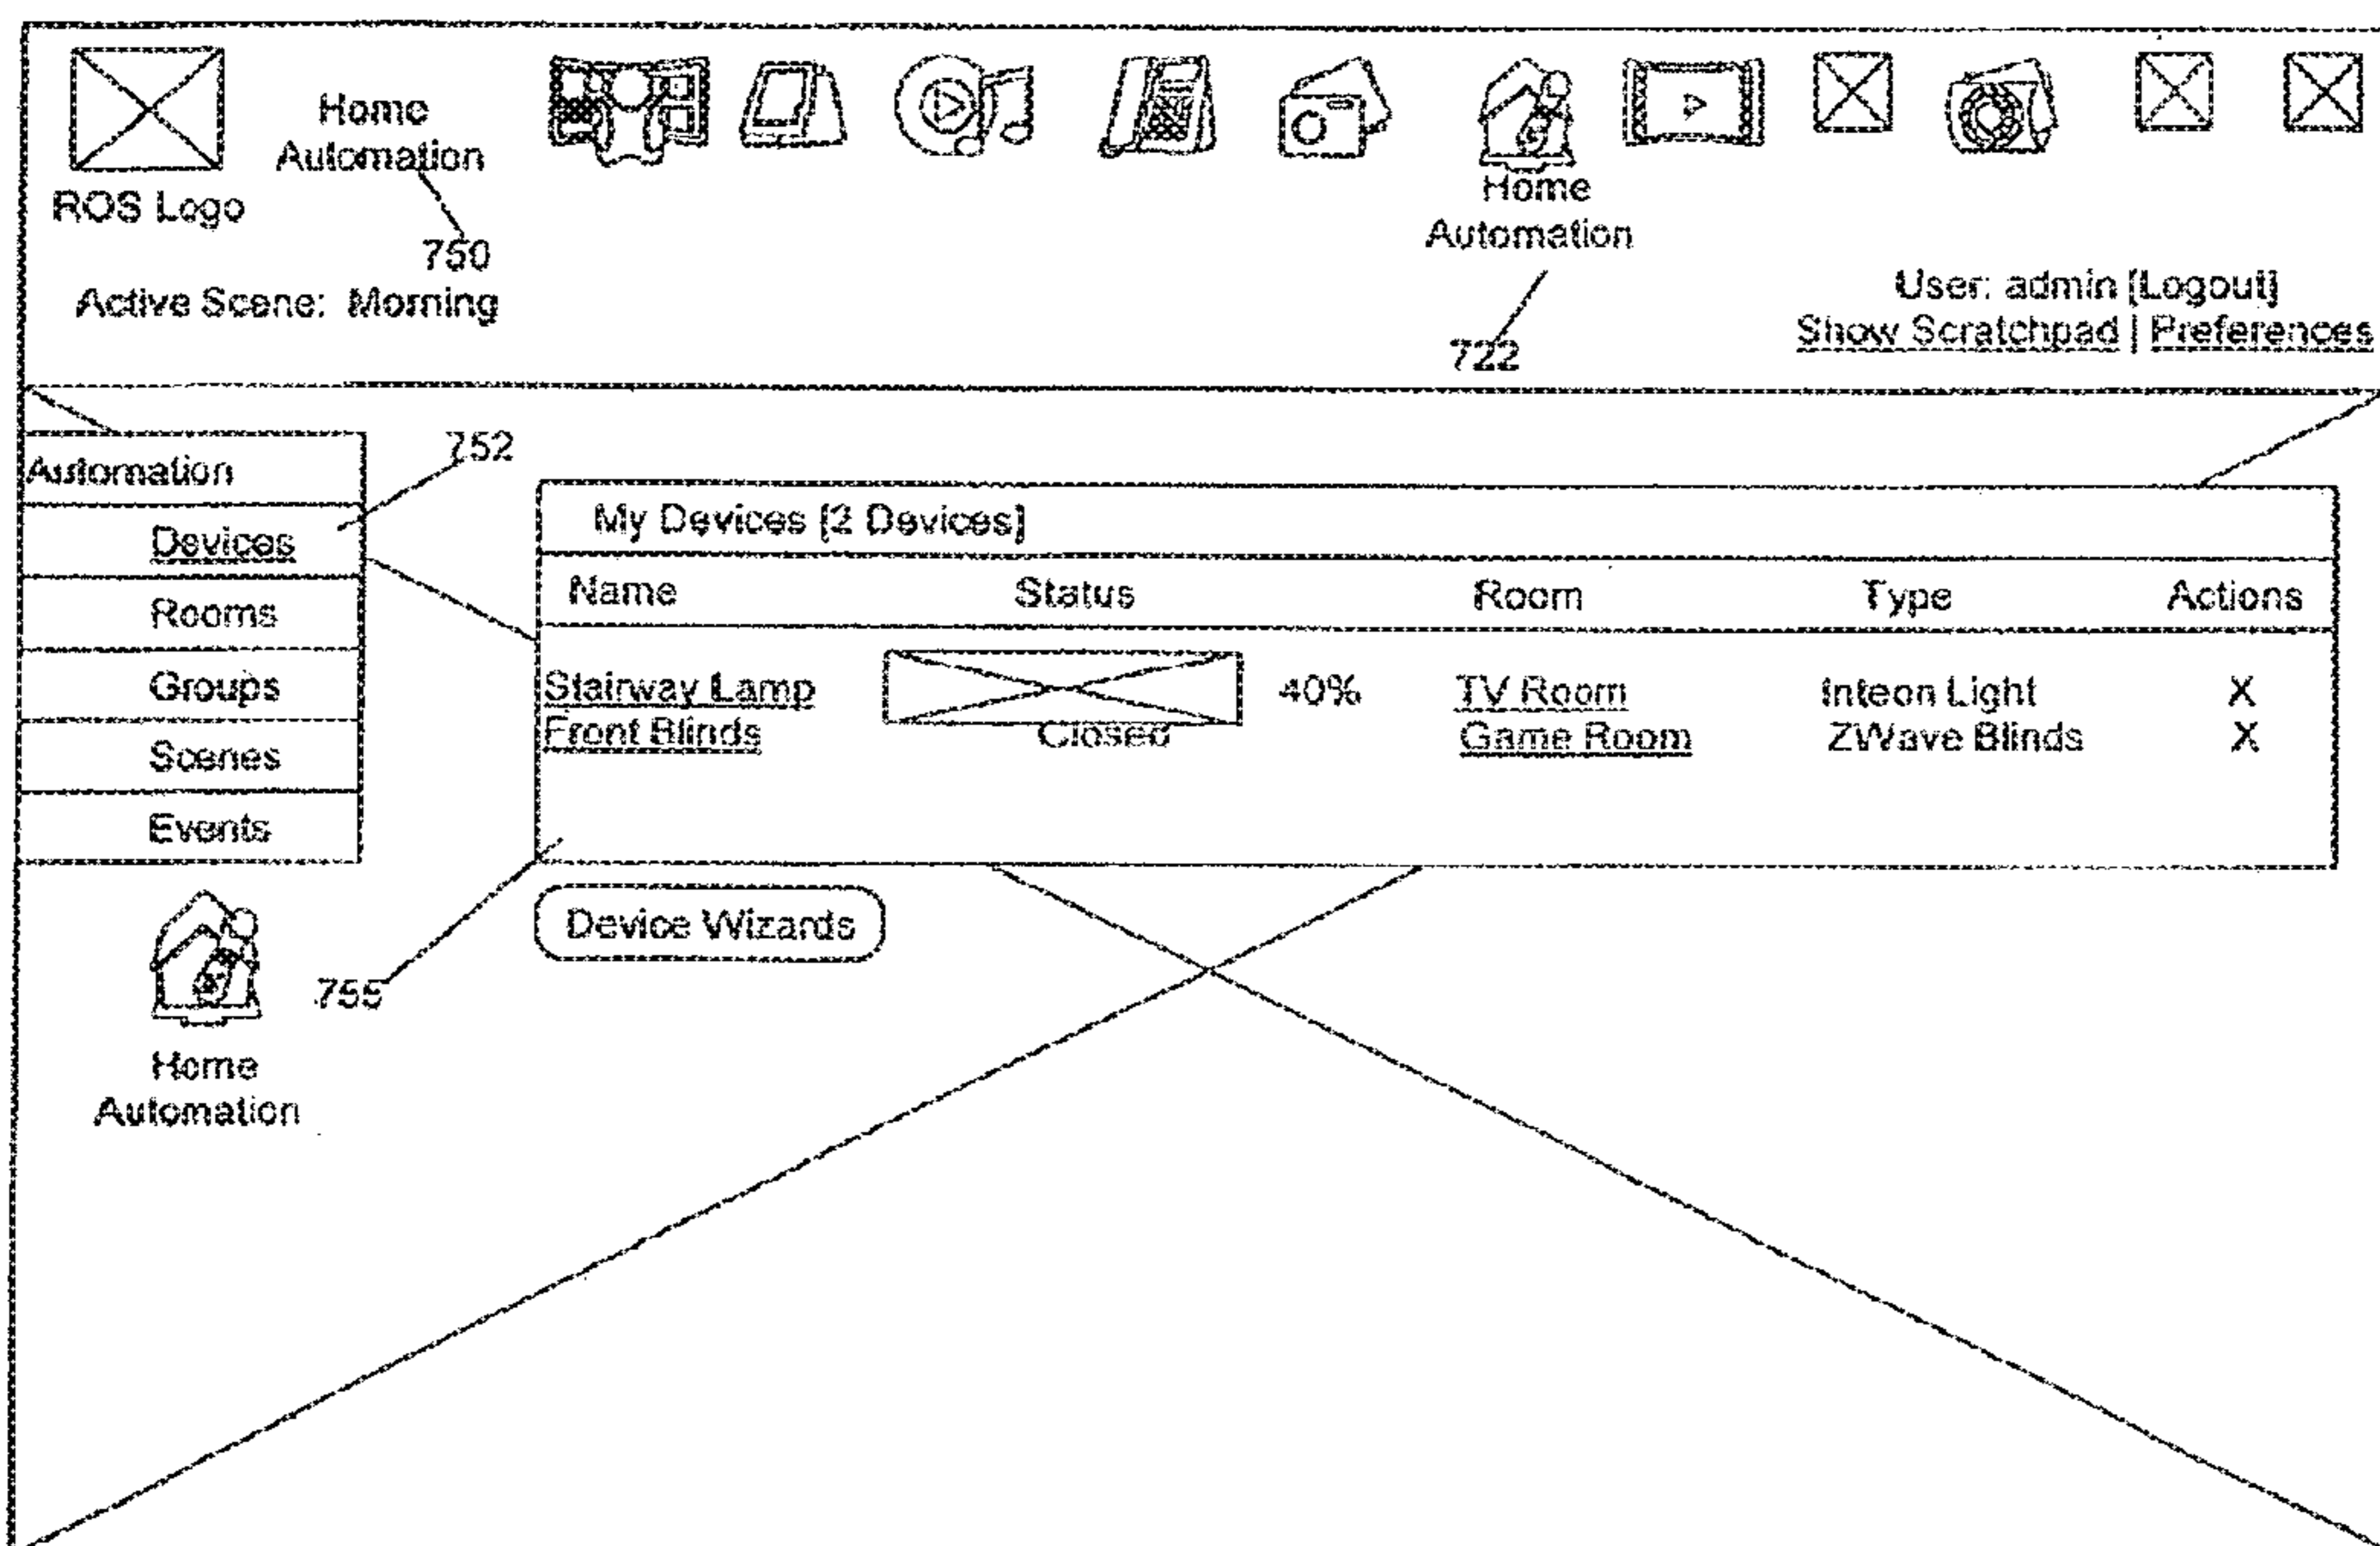 Home
Automation
ROS Logo
750
Active Scene: Morning
Home
Automation
722
User: admin [Logout]
Show Scratchpad | Preferences
752
Automation
Devices
Rooms
Groups
Scenes
Events
Home
Automation
My Devices [2 Devices]
Name Status Room Type Actions
Stairway Lamp 40% TV Room Inteon Light X
Front Blinds Closed Game Room ZWave Blinds X
755
Device Wizards